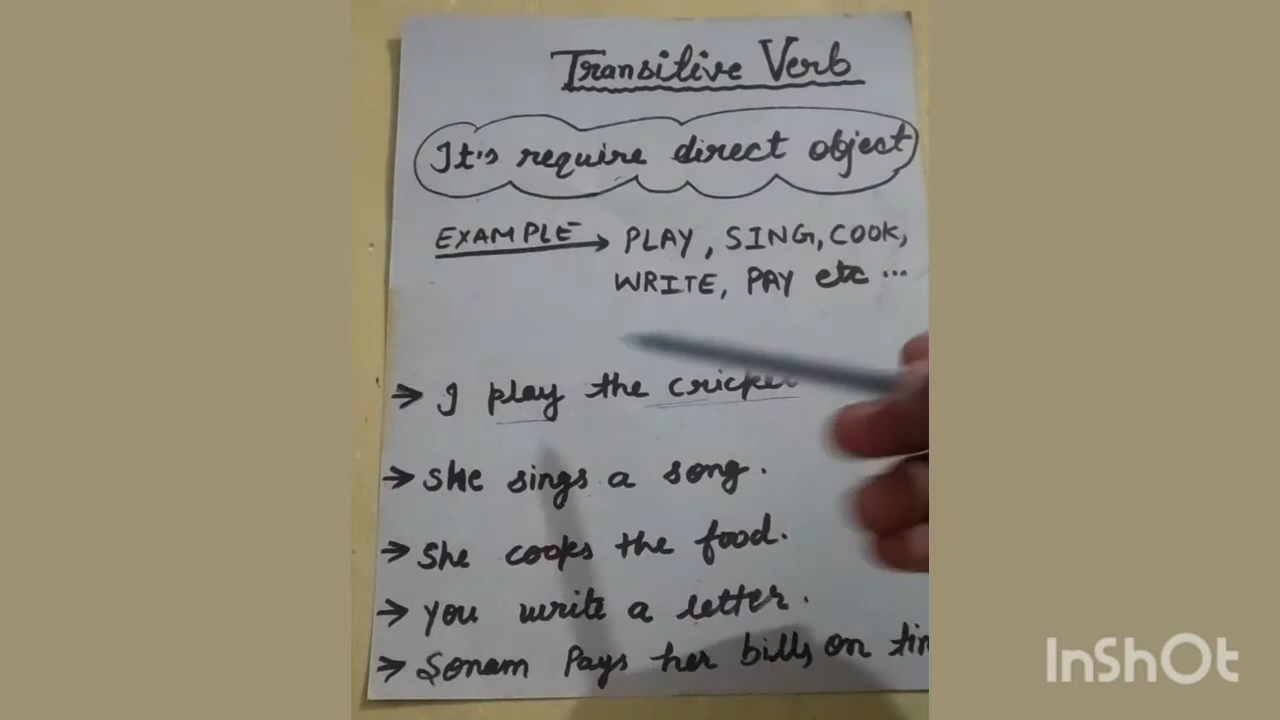 Transitive Verb
It's require direct object
EXAMPLE → PLAY, SING, COOK,
WRITE, PAY etc ...
→ I play the cricket
→ She sings a song.
→ She cooks the food.
→ you write a letter.
→ Sonam Pays her bills on
InShOt